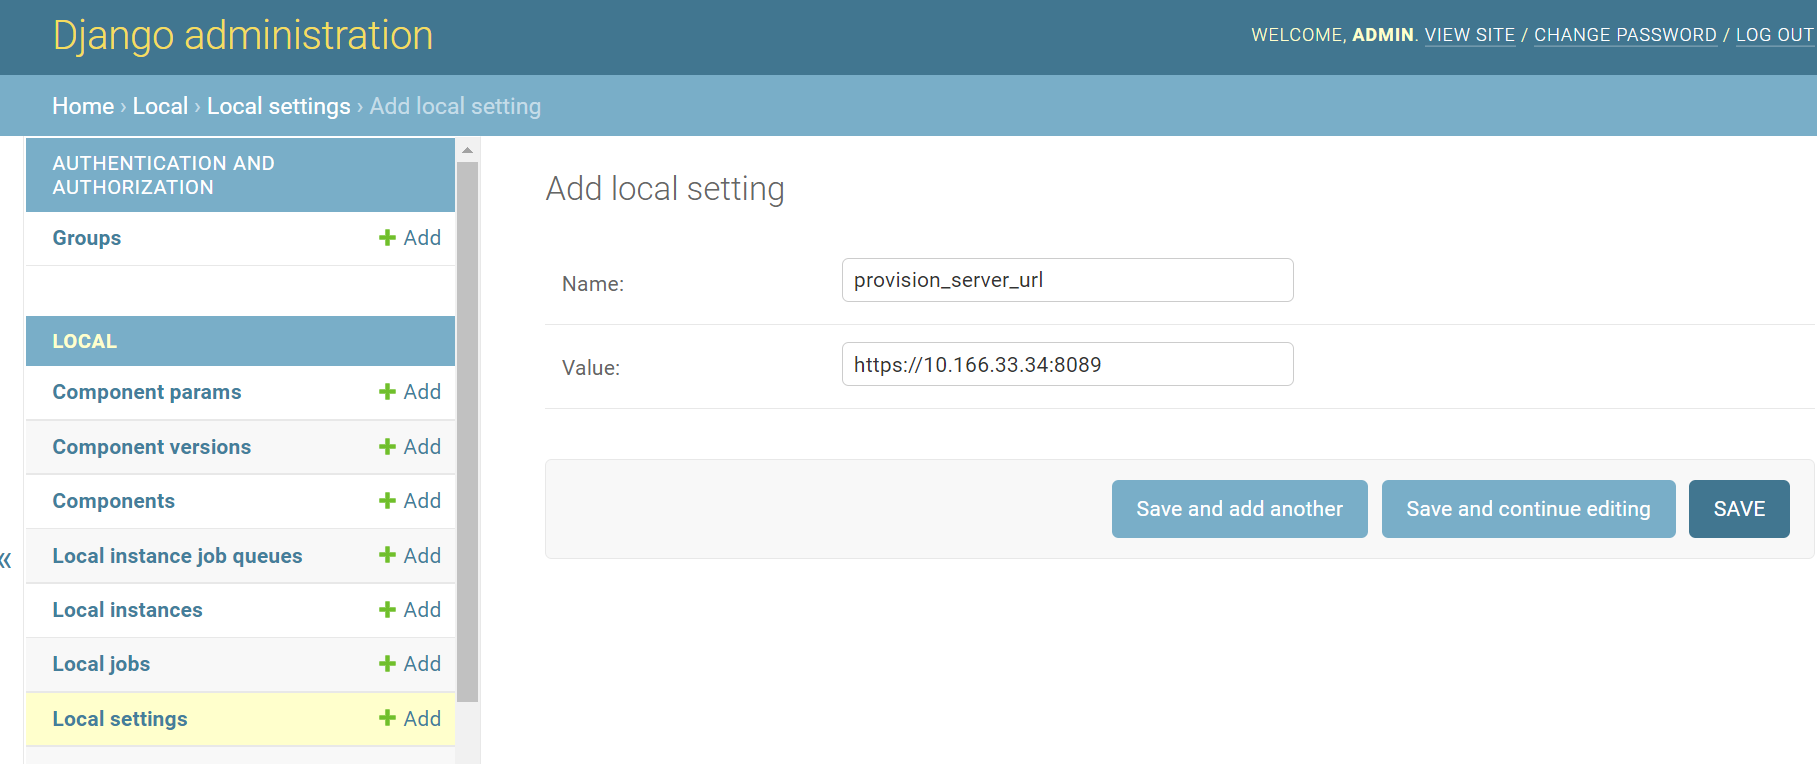 Django administration
WELCOME, ADMIN. VIEW SITE / CHANGE PASSWORD / LOG OUT
Home › Local › Local settings › Add local setting
AUTHENTICATION AND
AUTHORIZATION
Groups + Add
LOCAL
Component params + Add
Component versions + Add
Components + Add
Local instance job queues + Add
Local instances + Add
Local jobs + Add
Local settings + Add
«
Add local setting
Name: provision_server_url
Value: https://10.166.33.34:8089
Save and add another Save and continue editing SAVE